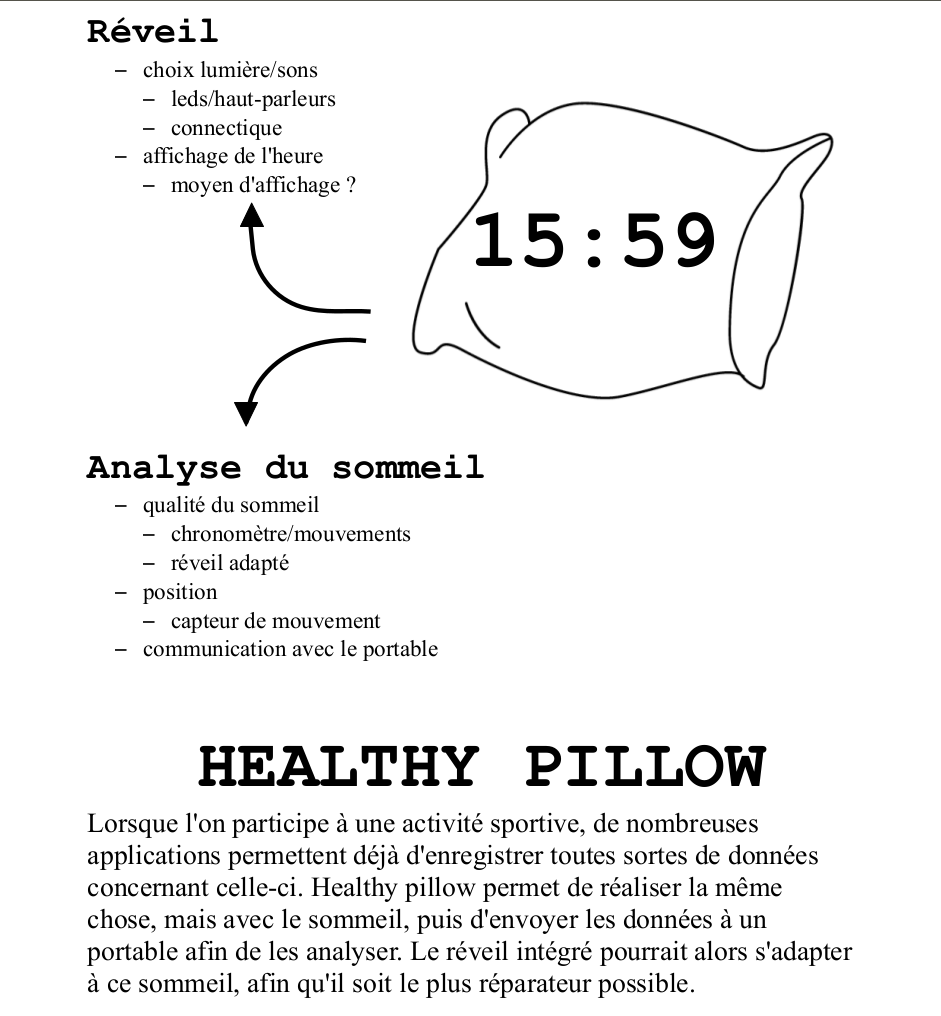 Réveil
– choix lumière/sons
– leds/haut-parleurs
– connectique
– affichage de l'heure
– moyen d'affichage ?
15:59
Analyse du sommeil
– qualité du sommeil
– chronomètre/mouvements
– réveil adapté
– position
– capteur de mouvement
– communication avec le portable
HEALTHY PILLOW
Lorsque l'on participe à une activité sportive, de nombreuses
applications permettent déjà d'enregistrer toutes sortes de données
concernant celle-ci. Healthy pillow permet de réaliser la même
chose, mais avec le sommeil, puis d'envoyer les données à un
portable afin de les analyser. Le réveil intégré pourrait alors s'adapter
à ce sommeil, afin qu'il soit le plus réparateur possible.